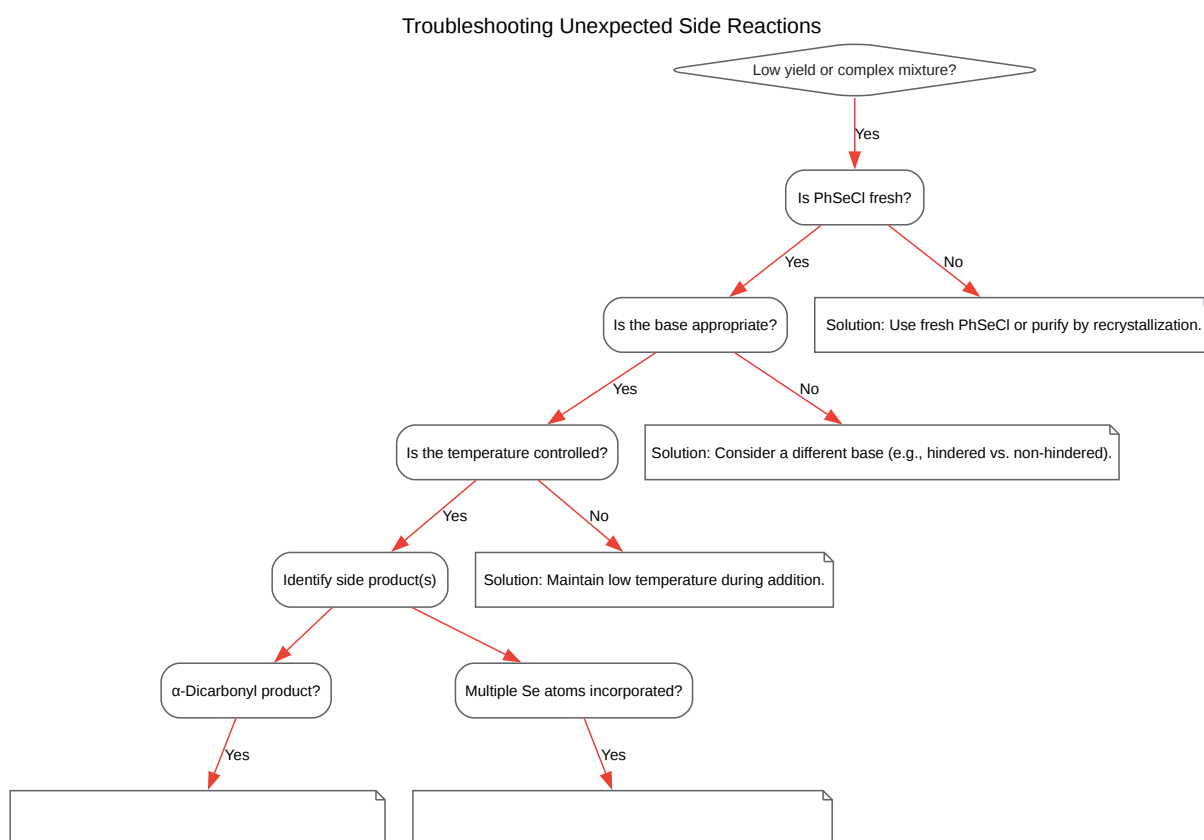 Troubleshooting Unexpected Side Reactions
Low yield or complex mixture?
Yes
Is PhSeCl fresh?
Yes
No
Is the base appropriate?
Solution: Use fresh PhSeCl or purify by recrystallization.
Yes
No
Is the temperature controlled?
Solution: Consider a different base (e.g., hindered vs. non-hindered).
Yes
No
Identify side product(s)
Solution: Maintain low temperature during addition.
α-Dicarbonyl product?
Multiple Se atoms incorporated?
Yes
Yes